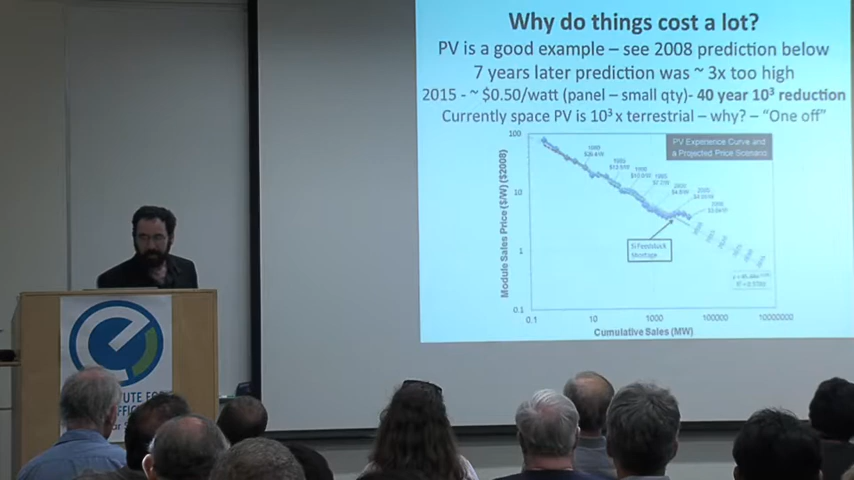 Why do things cost a lot?
PV is a good example – see 2008 prediction below
7 years later prediction was ~ 3x too high
2015 - ~ $0.50/watt (panel – small qty)- 40 year 10³ reduction
Currently space PV is 10³ x terrestrial – why? – "One off"
PV Experience Curve and
a Projected Price Scenario
100
10
1
0.1
Module Sales Price ($/W) ($2008)
Si Feedstock
Shortage
0.1
10
1000
100000
10000000
Cumulative Sales (MW)